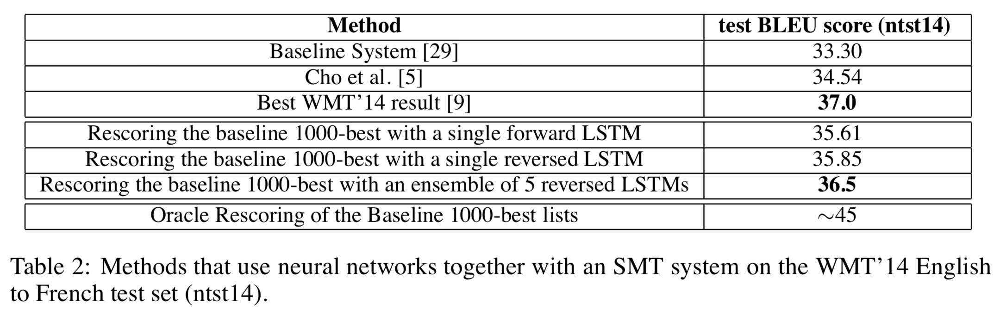 Method test BLEU score (ntst14)
Baseline System [29] 33.30
Cho et al. [5] 34.54
Best WMT'14 result [9] 37.0
Rescoring the baseline 1000-best with a single forward LSTM 35.61
Rescoring the baseline 1000-best with a single reversed LSTM 35.85
Rescoring the baseline 1000-best with an ensemble of 5 reversed LSTMs 36.5
Oracle Rescoring of the Baseline 1000-best lists ∼45
Table 2: Methods that use neural networks together with an SMT system on the WMT'14 English
to French test set (ntst14).